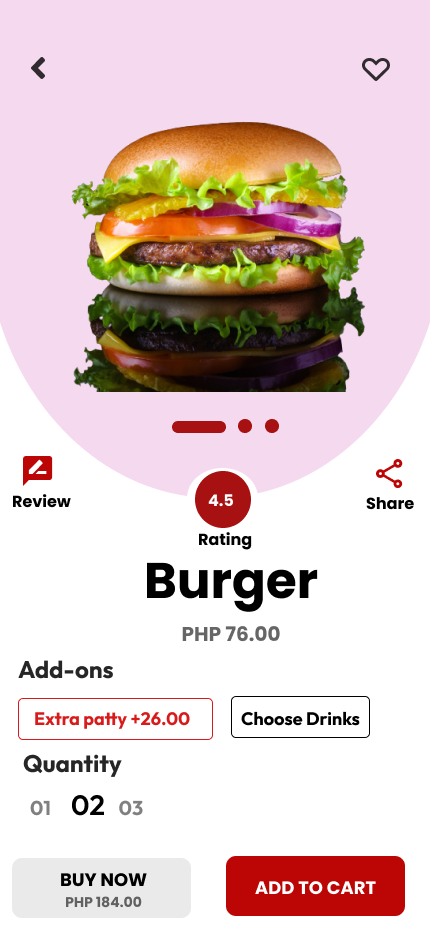 Review
4.5
Share
Rating
Burger
PHP 76.00
Add-ons
Extra patty +26.00
Choose Drinks
Quantity
01 02 03
BUY NOW
PHP 184.00
ADD TO CART